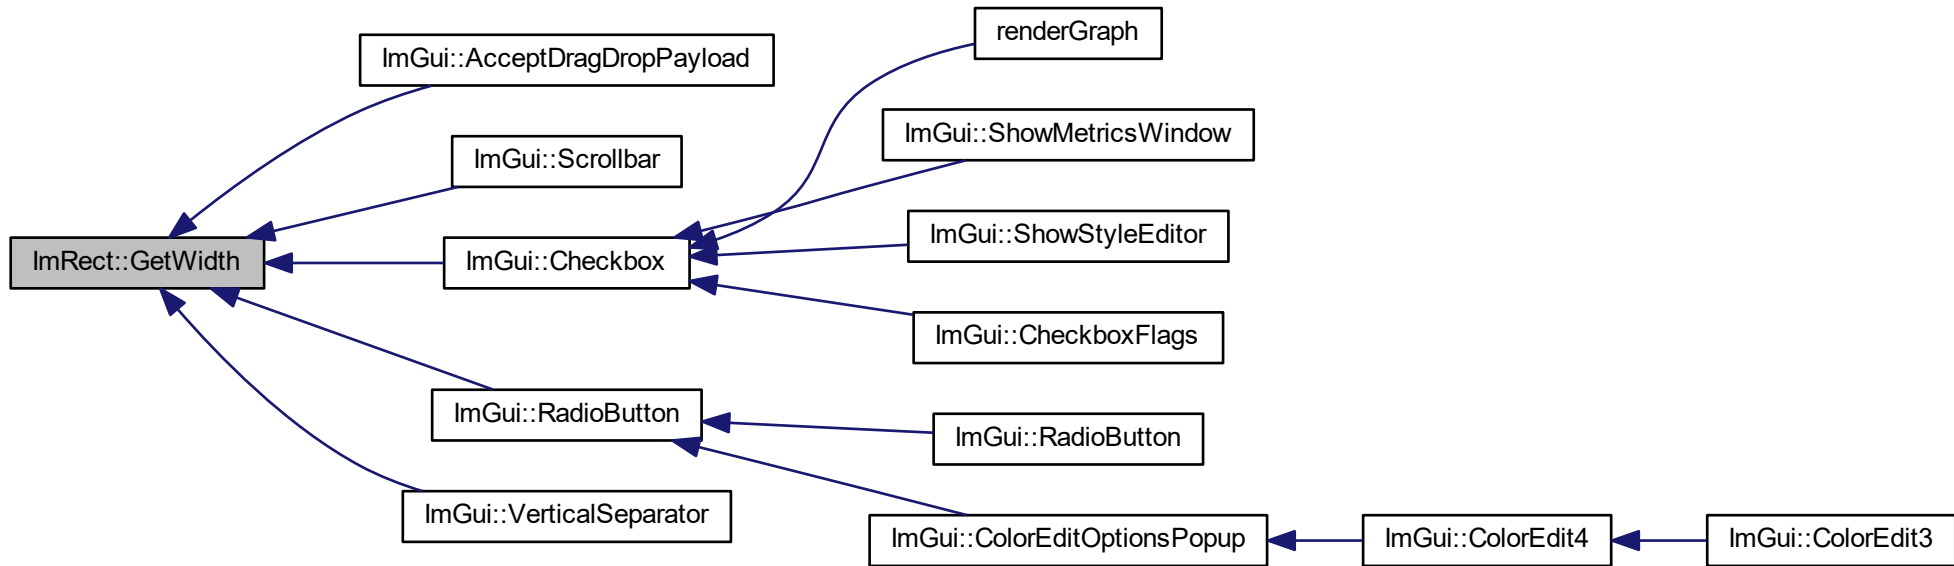 renderGraph
ImGui::AcceptDragDropPayload
ImGui::ShowMetricsWindow
ImGui::Scrollbar
ImGui::ShowStyleEditor
ImRect::GetWidth
ImGui::Checkbox
ImGui::CheckboxFlags
ImGui::RadioButton
ImGui::RadioButton
ImGui::VerticalSeparator
ImGui::ColorEditOptionsPopup
ImGui::ColorEdit4
ImGui::ColorEdit3